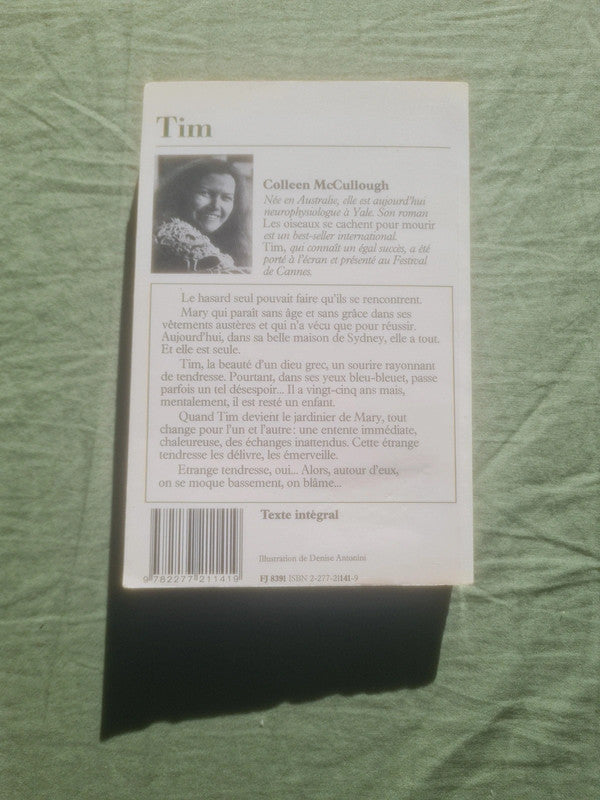 Tim
Colleen McCullough
Née en Australie, elle est aujourd'hui
neurophysiologue à Yale. Son roman
Les oiseaux se cachent pour mourir
est un best-seller international.
Tim, qui connaît un égal succès, a été
porté à l'écran et présenté au Festival
de Cannes.
Le hasard seul pouvait faire qu'ils se rencontrent.
Mary qui paraît sans âge et sans grâce dans ses
vêtements austères et qui n'a vécu que pour réussir.
Aujourd'hui, dans sa belle maison de Sydney, elle a tout.
Et elle est seule.
Tim, la beauté d'un dieu grec, un sourire rayonnant
de tendresse. Pourtant, dans ses yeux bleu-bleuet, passe
parfois un tel désespoir... Il a vingt-cinq ans mais,
mentalement, il est resté un enfant.
Quand Tim devient le jardinier de Mary, tout
change pour l'un et l'autre : une entente immédiate,
chaleureuse, des échanges inattendus. Cette étrange
tendresse les délivre, les émerveille.
Etrange tendresse, oui... Alors, autour d'eux,
on se moque bassement, on blâme...
Texte intégral
Illustration de Denise Antonini
9 782277 211419
FJ 8391 ISBN 2-277-21141-9